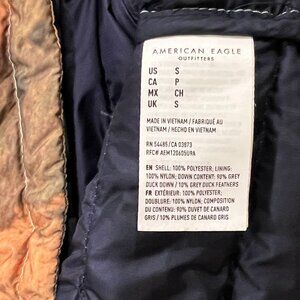 AMERICAN EAGLE
OUTFITTERS
US S
CA P
MX CH
UK S
MADE IN VIETNAM / FABRIQUÉ AU
VIETNAM / HECHO EN VIETNAM
RN 54485/CA 03973
RFC# AEM120605U9A
EN: SHELL: 100% POLYESTER; LINING:
100% NYLON; DOWN CONTENT: 90% GREY
DUCK DOWN / 10% GREY DUCK FEATHERS
FR: EXTÉRIEUR: 100% POLYESTER;
DOUBLURE: 100% NYLON; COMPOSITION
DU CONTENU: 90% DUVET DE CANARD
GRIS / 10% PLUMES DE CANARD GRIS